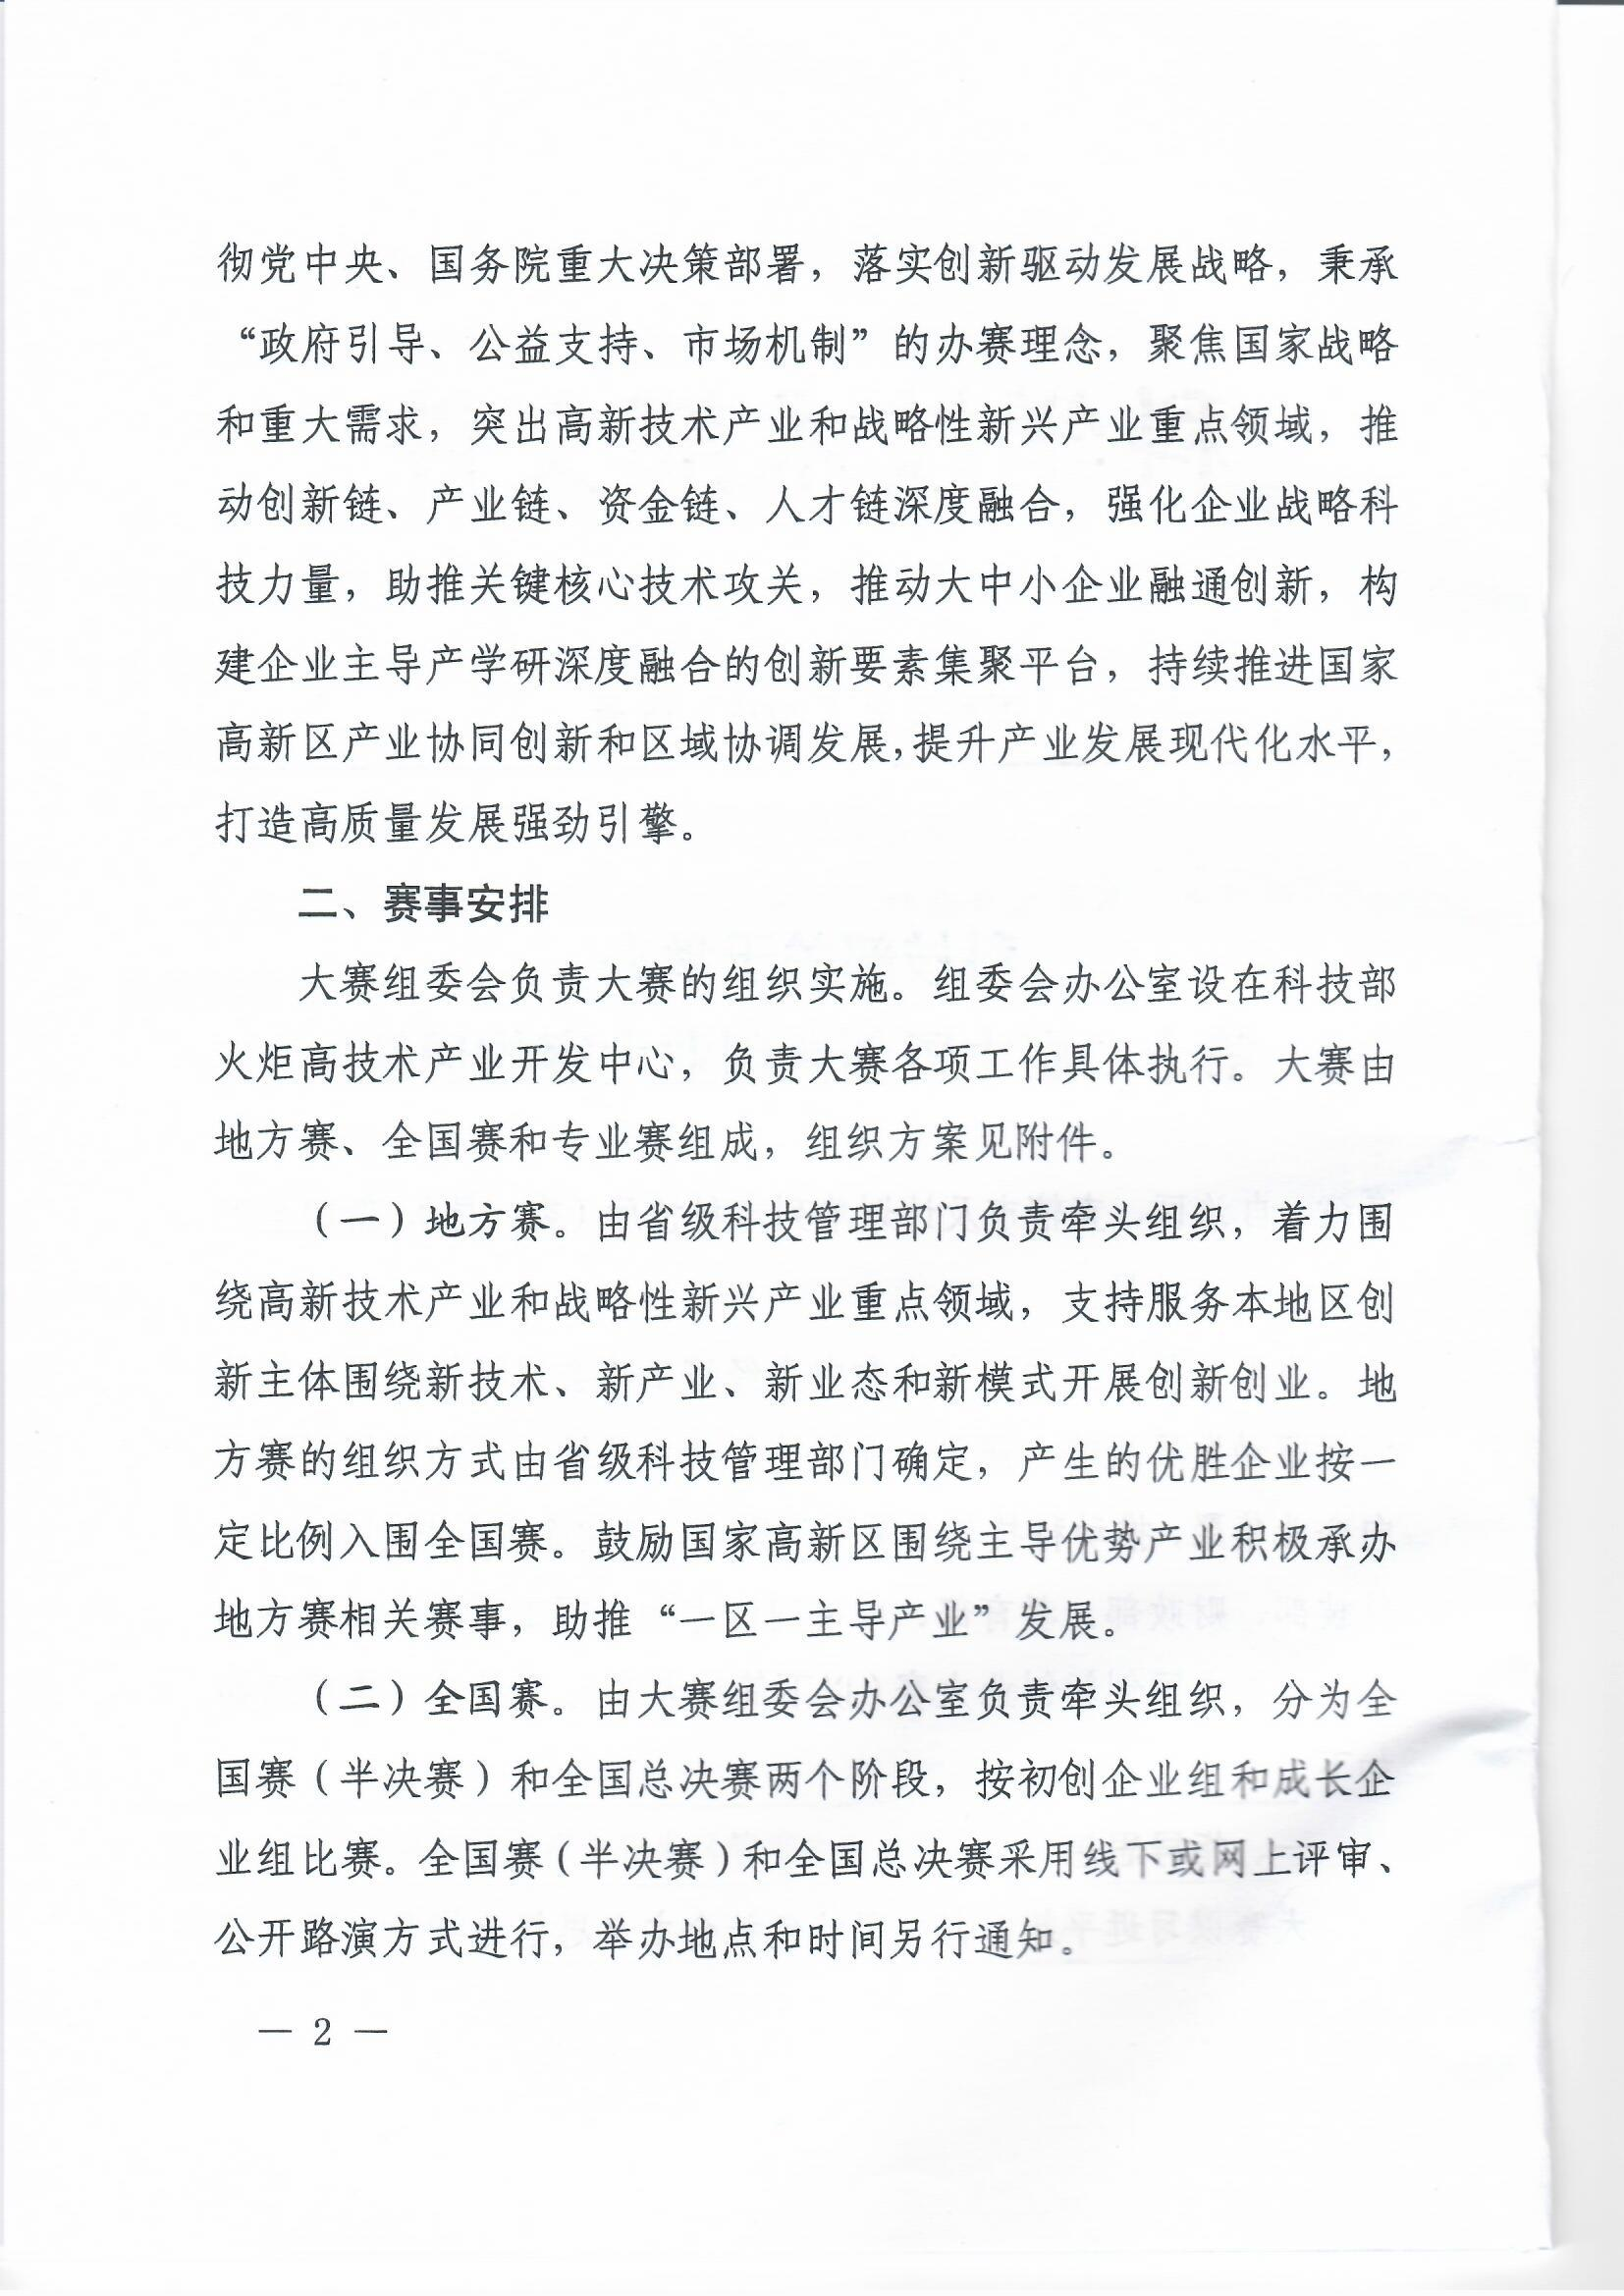 彻党中央、国务院重大决策部署，落实创新驱动发展战略，秉承
“政府引导、公益支持、市场机制”的办赛理念，聚焦国家战略
和重大需求，突出高新技术产业和战略性新兴产业重点领域，推
动创新链、产业链、资金链、人才链深度融合，强化企业战略科
技力量，助推关键核心技术攻关，推动大中小企业融通创新，构
建企业主导产学研深度融合的创新要素集聚平台，持续推进国家
高新区产业协同创新和区域协调发展，提升产业发展现代化水平，
打造高质量发展强劲引擎。
二、赛事安排
大赛组委会负责大赛的组织实施。组委会办公室设在科技部
火炬高技术产业开发中心，负责大赛各项工作具体执行。大赛由
地方赛、全国赛和专业赛组成，组织方案见附件。
（一）地方赛。由省级科技管理部门负责牵头组织，着力围
绕高新技术产业和战略性新兴产业重点领域，支持服务本地区创
新主体围绕新技术、新产业、新业态和新模式开展创新创业。地
方赛的组织方式由省级科技管理部门确定，产生的优胜企业按一
定比例入围全国赛。鼓励国家高新区围绕主导优势产业积极承办
地方赛相关赛事，助推“一区一主导产业”发展。
（二）全国赛。由大赛组委会办公室负责牵头组织，分为全
国赛（半决赛）和全国总决赛两个阶段，按初创企业组和成长企
业组比赛。全国赛（半决赛）和全国总决赛采用线下或网上评审、
公开路演方式进行，举办地点和时间另行通知。
— 2 —